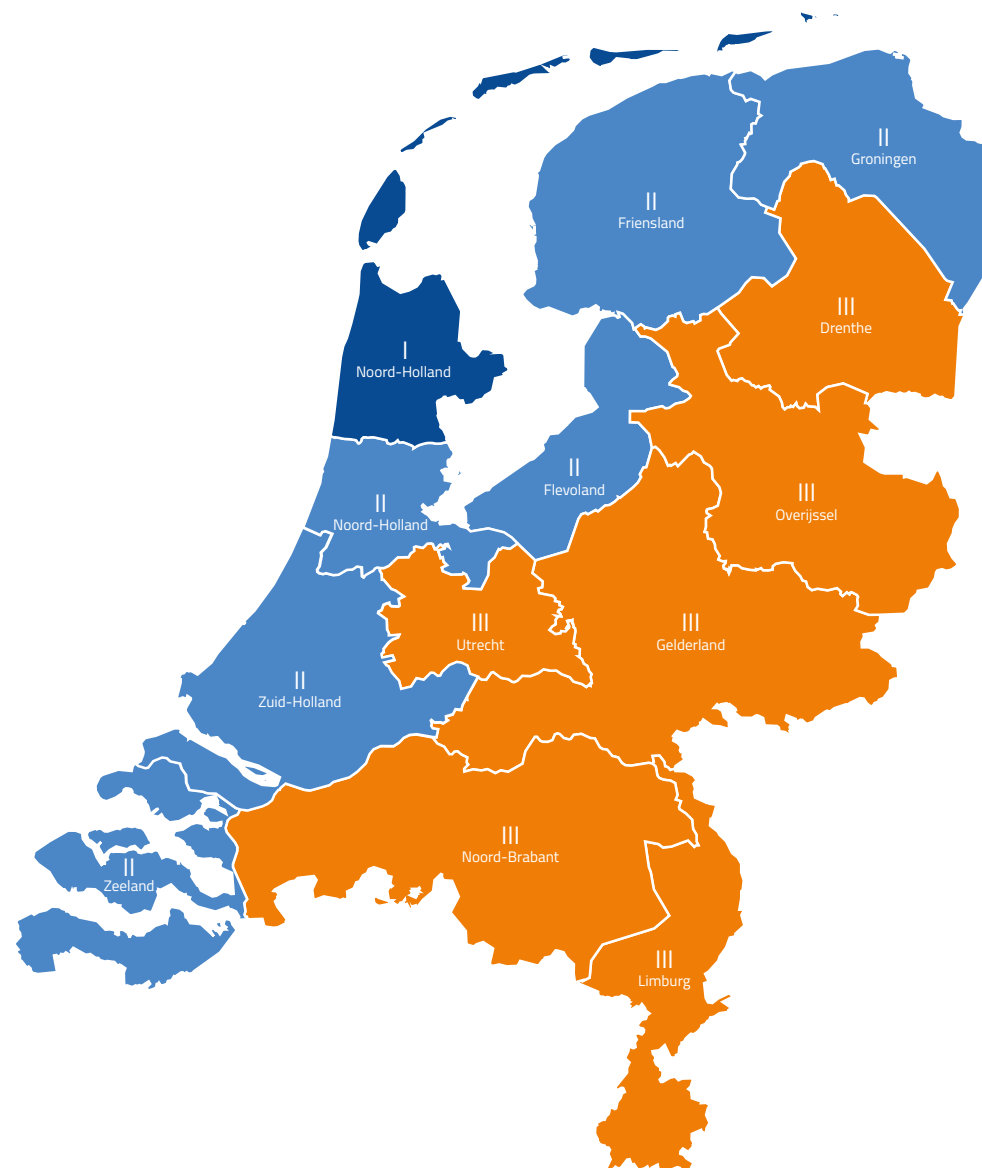 II
Groningen
II
Friensland
III
Drenthe
I
Noord-Holland
II
Flevoland
III
Overijssel
II
Noord-Holland
III
Utrecht
III
Gelderland
II
Zuid-Holland
III
Noord-Brabant
II
Zeeland
III
Limburg